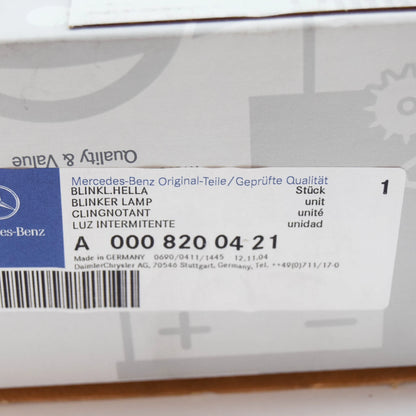 Quality & Value
Mercedes-Benz Original-Teile/Geprüfte Qualität
BLINKL.HELLA Stück 1
BLINKER LAMP unit
CLINGNOTANT unité
LUZ INTERMITENTE unidad
des-Benz
A 000 820 04 21
Made in GERMANY 0690/0411/1445 12.11.04
DaimlerChrysler AG, 70546 Stuttgart, Germany, Tel. ++49(0)711/17-0